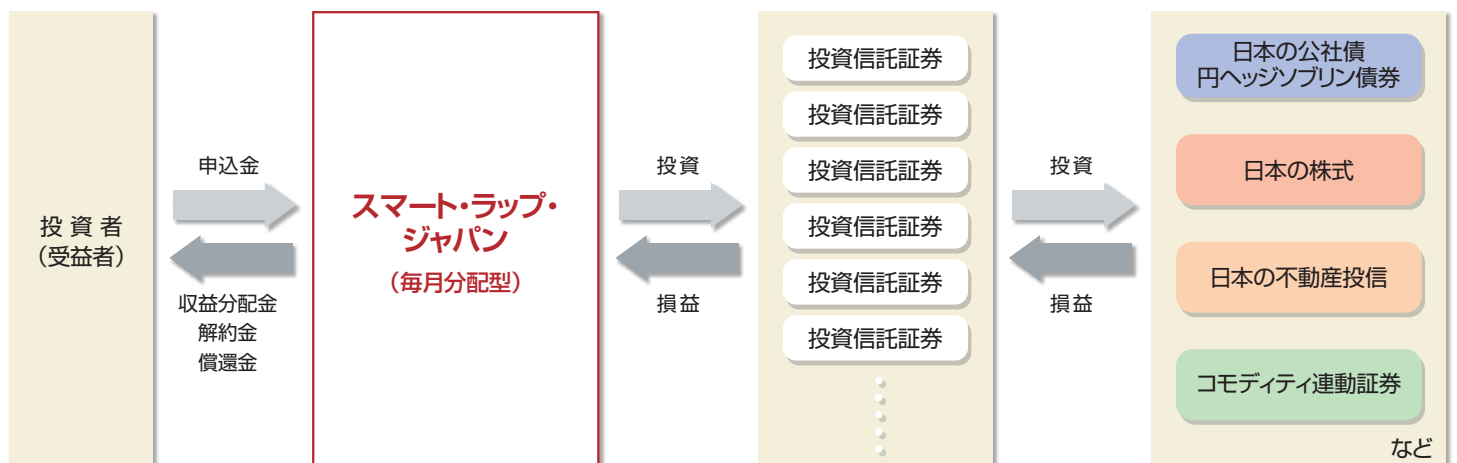 投資者
(受益者)
申込金
収益分配金
解約金
償還金
スマート・ラップ・
ジャパン
(毎月分配型)
投資
損益
投資信託証券
投資信託証券
投資信託証券
投資信託証券
投資信託証券
投資信託証券
投資
損益
日本の公社債
円ヘッジソブリン債券
日本の株式
日本の不動産投信
コモディティ連動証券
など